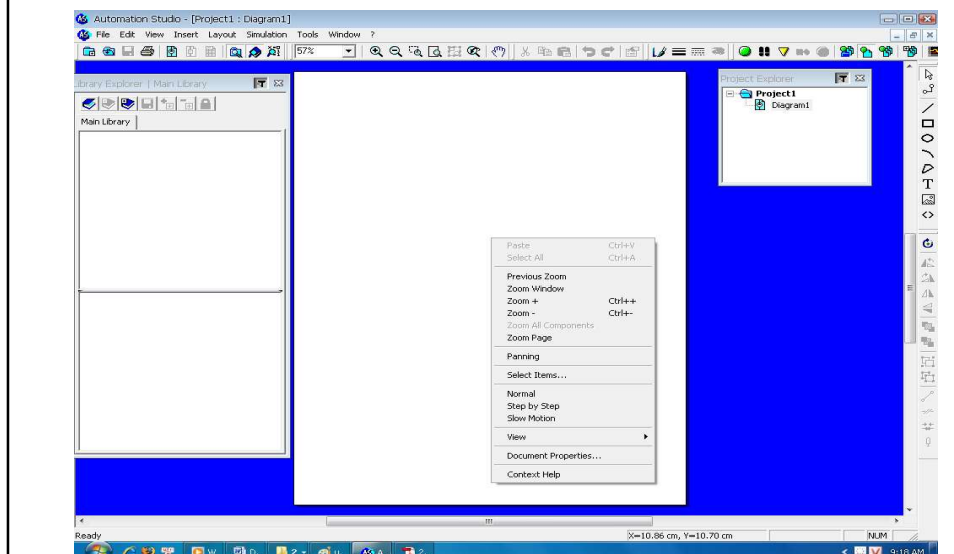 Automation Studio - [Project1 : Diagram1]
File Edit View Insert Layout Simulation Tools Window ?
57%
Library Explorer | Main Library
Main Library
Project Explorer
Project1
Diagram1
T
Paste Ctrl+V
Select All Ctrl+A
Previous Zoom
Zoom Window
Zoom + Ctrl++
Zoom - Ctrl+-
Zoom All Components
Zoom Page
Panning
Select Items...
Normal
Step by Step
Slow Motion
View
Document Properties...
Context Help
Ready X=10.86 cm, Y=10.70 cm NUM
9:18 AM